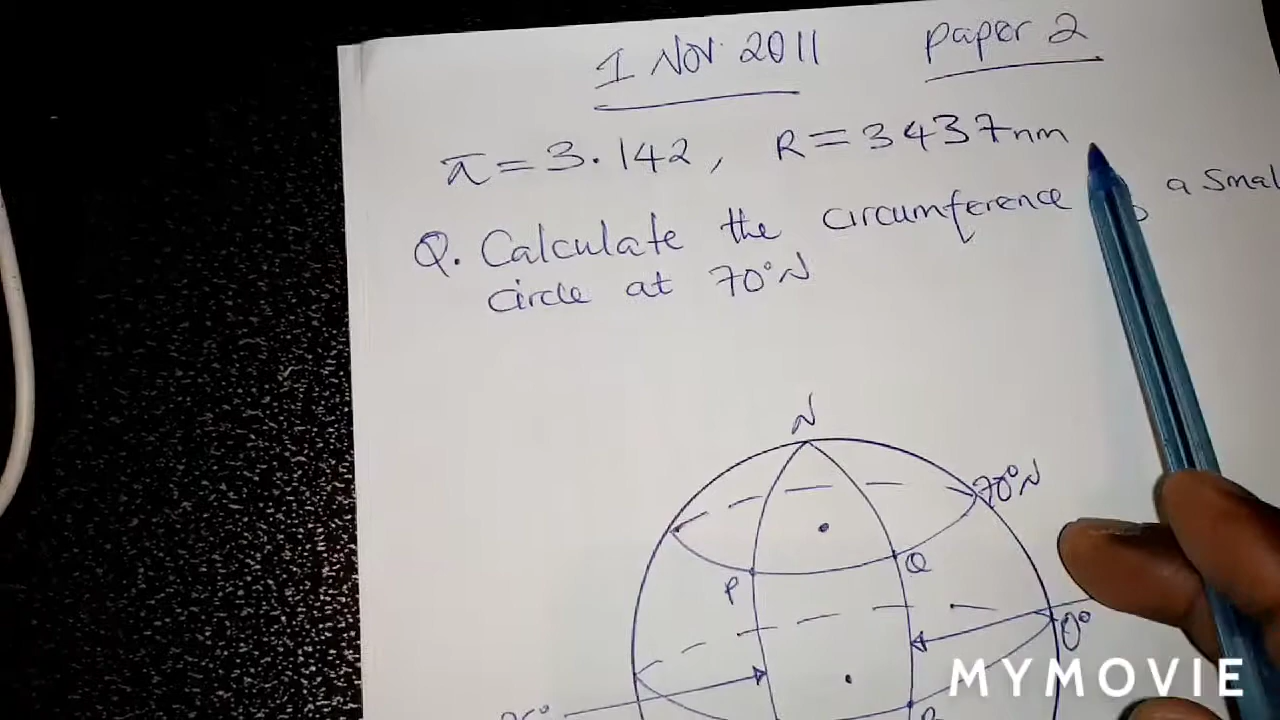 1 Nov 2011 paper 2
π = 3.142, R = 3437nm
Q. Calculate the circumference a Smal
circle at 70°N
N
70°N
P
Q
0°
MYMOVIE